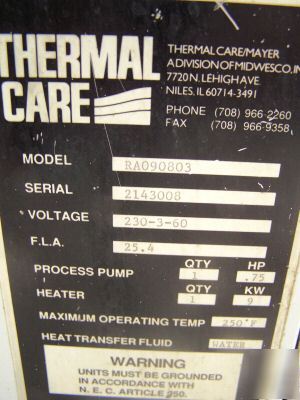 THERMAL
CARE
THERMAL CARE/MAYER
A DIVISION OF MIDWESCO, IN
7720 N. LEHIGH AVE
NILES, IL 60714-3491
PHONE (708) 966-2260
FAX (708) 966-9358
MODEL RA090803
SERIAL 2143008
VOLTAGE 230-3-60
F.L.A. 25.4
QTY HP
PROCESS PUMP 1 .75
QTY KW
HEATER 1 9
MAXIMUM OPERATING TEMP 250°F
HEAT TRANSFER FLUID WATER
WARNING
UNITS MUST BE GROUNDED
IN ACCORDANCE WITH
N. E. C. ARTICLE 250.